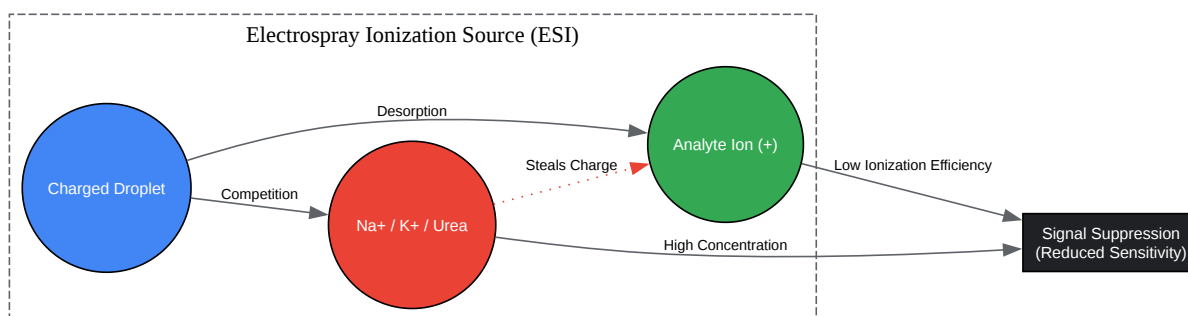 Electrospray Ionization Source (ESI)
Desorption
Analyte Ion (+)
Steals Charge
Low Ionization Efficiency
Charged Droplet
Competition
Na+ / K+ / Urea
High Concentration
Signal Suppression
(Reduced Sensitivity)